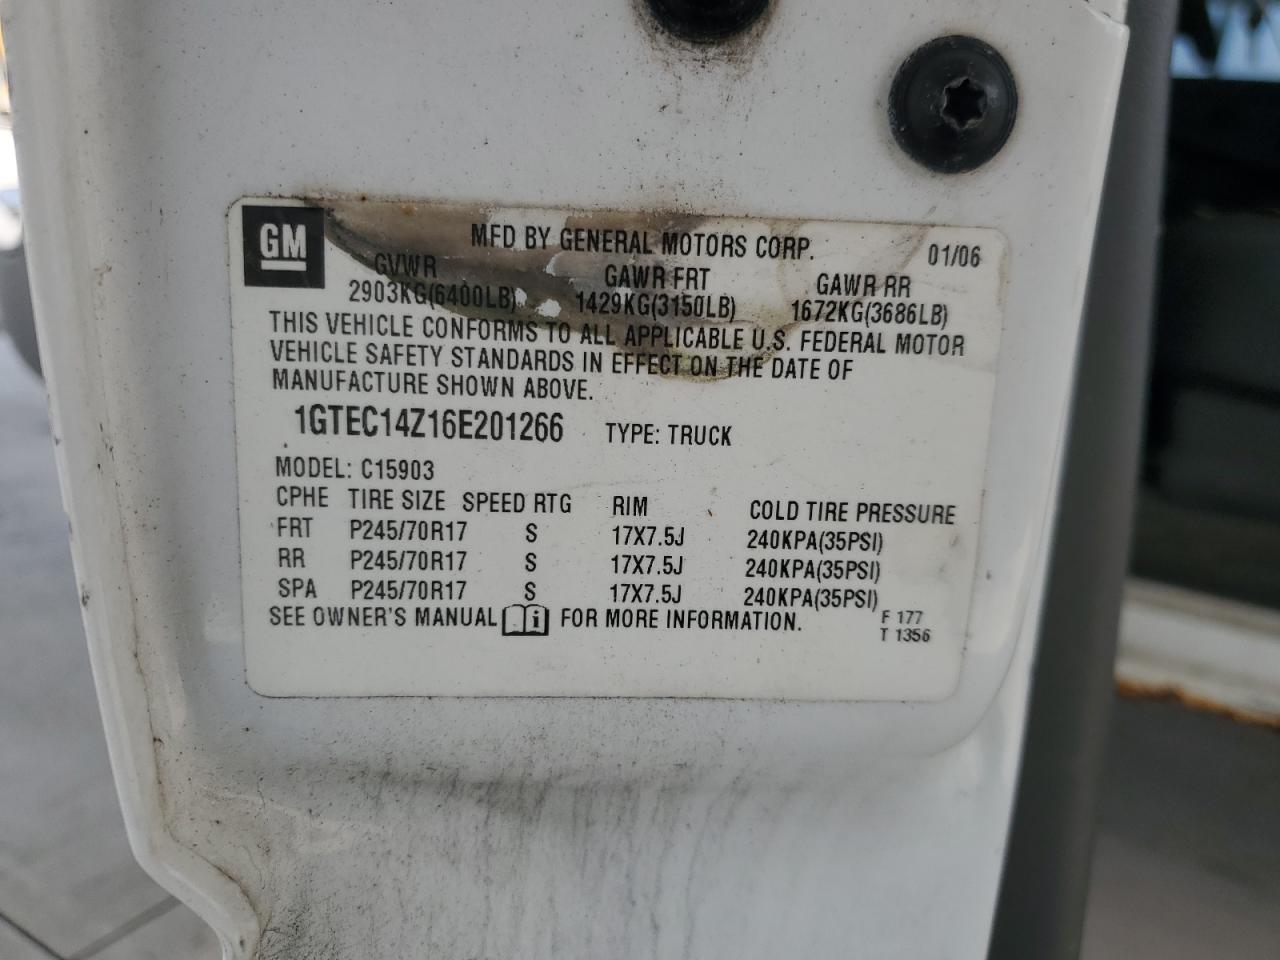 GM
MFD BY GENERAL MOTORS CORP. 01/06
GVWR GAWR FRT GAWR RR
2903KG(6400LB) 1429KG(3150LB) 1672KG(3686LB)
THIS VEHICLE CONFORMS TO ALL APPLICABLE U.S. FEDERAL MOTOR
VEHICLE SAFETY STANDARDS IN EFFECT ON THE DATE OF
MANUFACTURE SHOWN ABOVE.
1GTEC14Z16E201266 TYPE: TRUCK
MODEL: C15903
CPHE TIRE SIZE SPEED RTG RIM COLD TIRE PRESSURE
FRT P245/70R17 S 17X7.5J 240KPA(35PSI)
RR P245/70R17 S 17X7.5J 240KPA(35PSI)
SPA P245/70R17 S 17X7.5J 240KPA(35PSI)
SEE OWNER'S MANUAL i FOR MORE INFORMATION. F 177
T 1356